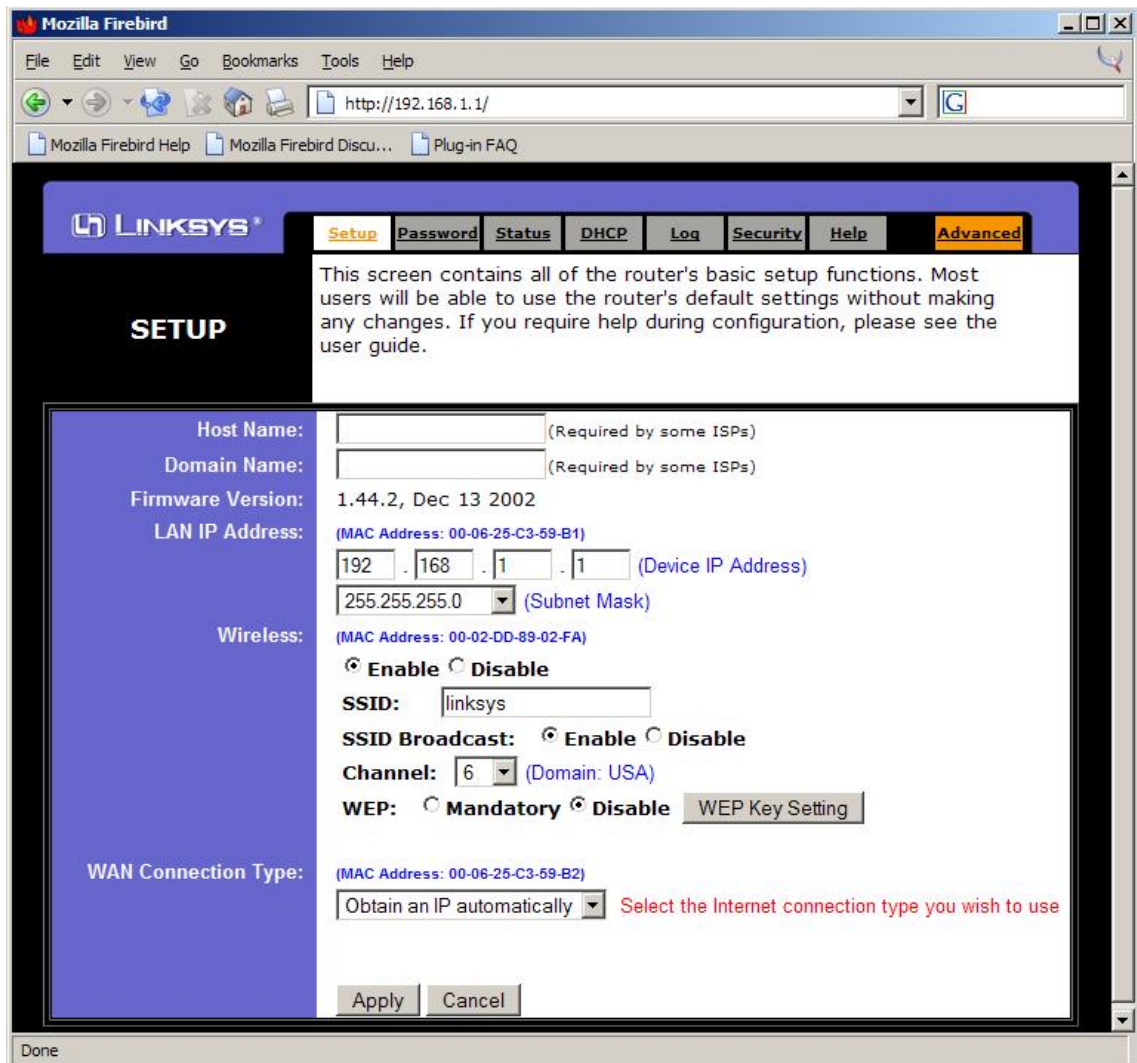 Mozilla Firebird
File Edit View Go Bookmarks Tools Help
http://192.168.1.1/
G
Mozilla Firebird Help Mozilla Firebird Discu... Plug-in FAQ
LINKSYS®
Setup Password Status DHCP Log Security Help Advanced
SETUP
This screen contains all of the router's basic setup functions. Most
users will be able to use the router's default settings without making
any changes. If you require help during configuration, please see the
user guide.
Host Name: (Required by some ISPs)
Domain Name: (Required by some ISPs)
Firmware Version: 1.44.2, Dec 13 2002
LAN IP Address: (MAC Address: 00-06-25-C3-59-B1)
192 . 168 . 1 . 1 (Device IP Address)
255.255.255.0 (Subnet Mask)
Wireless: (MAC Address: 00-02-DD-89-02-FA)
Enable Disable
SSID: linksys
SSID Broadcast: Enable Disable
Channel: 6 (Domain: USA)
WEP: Mandatory Disable WEP Key Setting
WAN Connection Type: (MAC Address: 00-06-25-C3-59-B2)
Obtain an IP automatically Select the Internet connection type you wish to use
Apply Cancel
Done